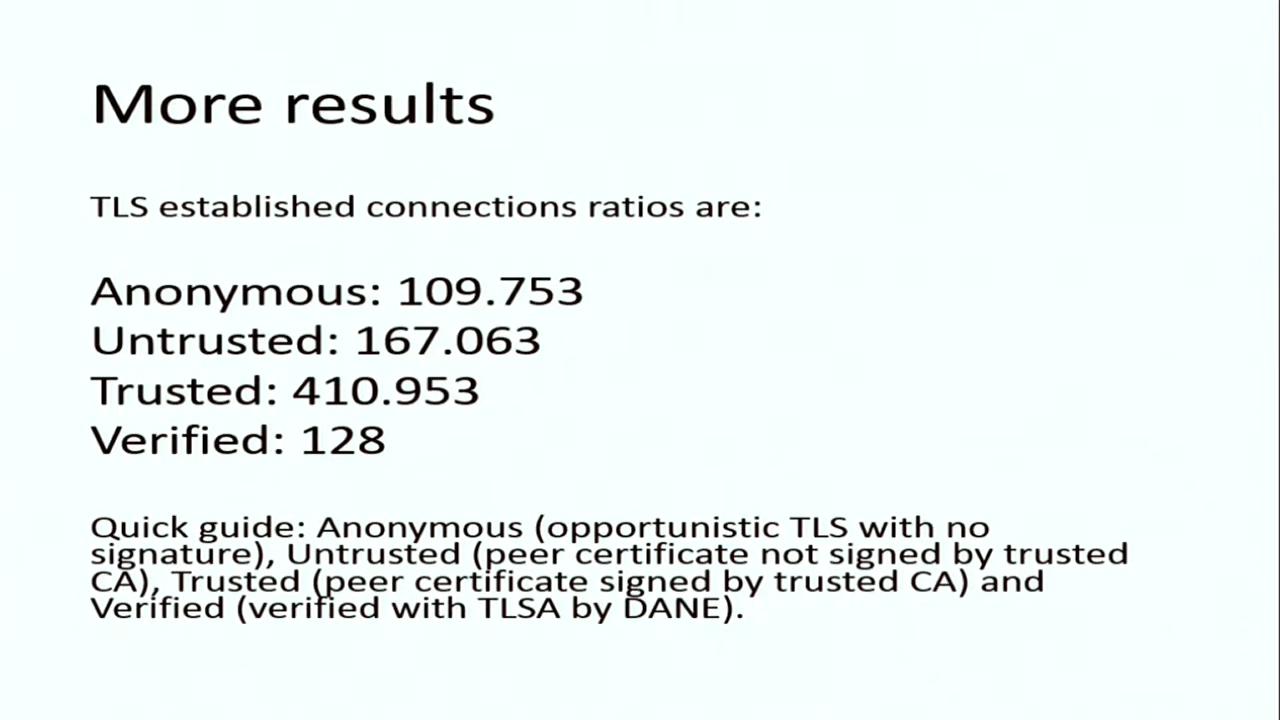 More results
TLS established connections ratios are:
Anonymous: 109.753
Untrusted: 167.063
Trusted: 410.953
Verified: 128
Quick guide: Anonymous (opportunistic TLS with no
signature), Untrusted (peer certificate not signed by trusted
CA), Trusted (peer certificate signed by trusted CA) and
Verified (verified with TLSA by DANE).